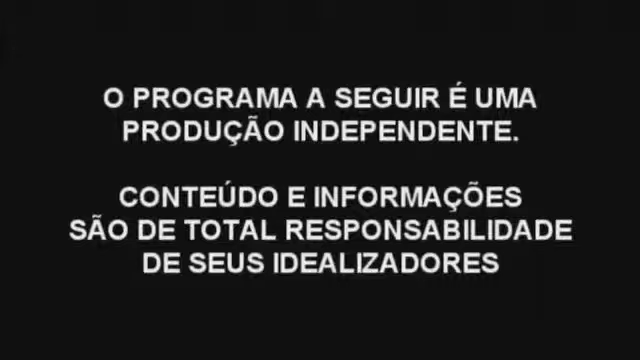 O PROGRAMA A SEGUIR É UMA
PRODUÇÃO INDEPENDENTE.
CONTEÚDO E INFORMAÇÕES
SÃO DE TOTAL RESPONSABILIDADE
DE SEUS IDEALIZADORES